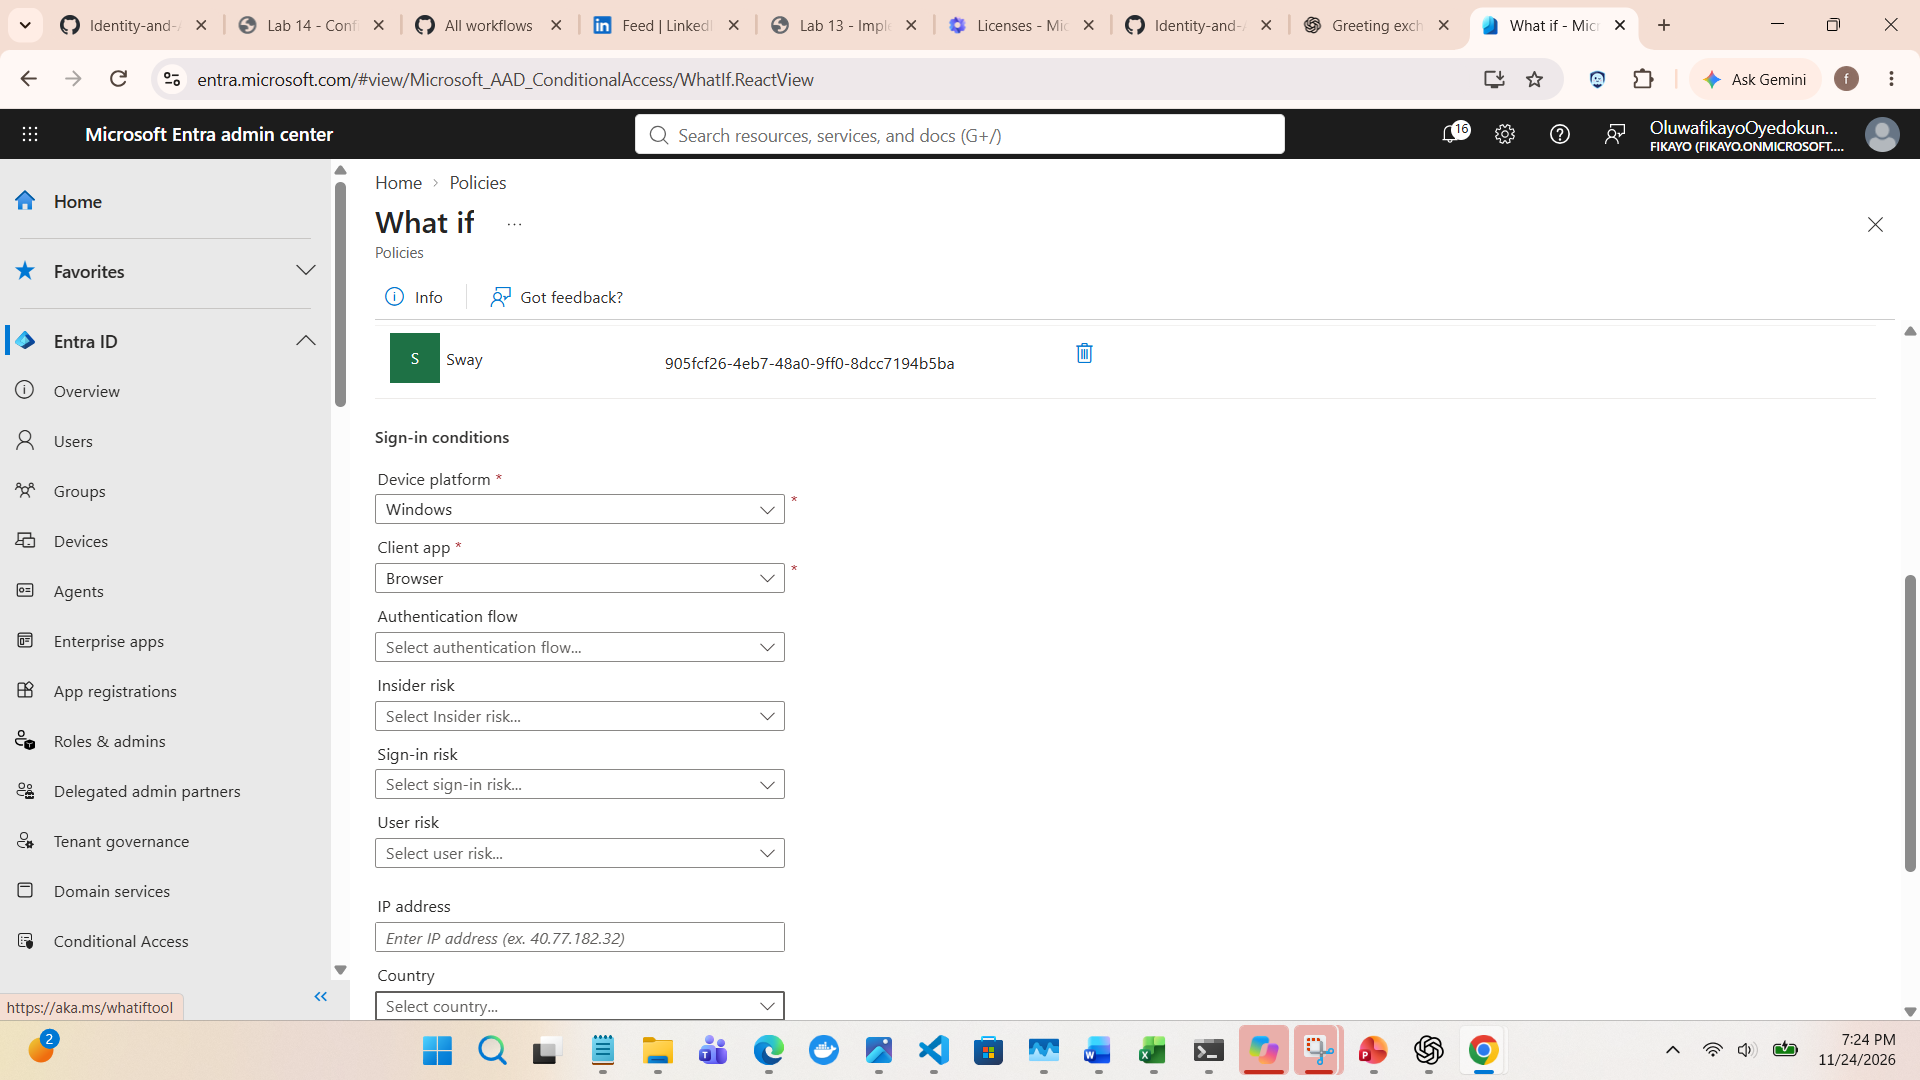 Identity-and-A
Lab 14 - Conf
All workflows
Feed | LinkedI
Lab 13 - Imple
Licenses - Mic
Identity-and-A
Greeting exch
What if - Micr
entra.microsoft.com/#view/Microsoft_AAD_ConditionalAccess/WhatIf.ReactView
Ask Gemini
f
Microsoft Entra admin center
Search resources, services, and docs (G+/)
16
OluwafikayoOyedokun...
FIKAYO (FIKAYO.ONMICROSOFT....
Home
Favorites
Entra ID
Overview
Users
Groups
Devices
Agents
Enterprise apps
App registrations
Roles & admins
Delegated admin partners
Tenant governance
Domain services
Conditional Access
https://aka.ms/whatiftool
Home > Policies
What if ...
Policies
Info
Got feedback?
S
Sway
905fcf26-4eb7-48a0-9ff0-8dcc7194b5ba
Sign-in conditions
Device platform *
Windows
*
Client app *
Browser
*
Authentication flow
Select authentication flow...
Insider risk
Select Insider risk...
Sign-in risk
Select sign-in risk...
User risk
Select user risk...
IP address
Enter IP address (ex. 40.77.182.32)
Country
Select country...
2
7:24 PM
11/24/2026